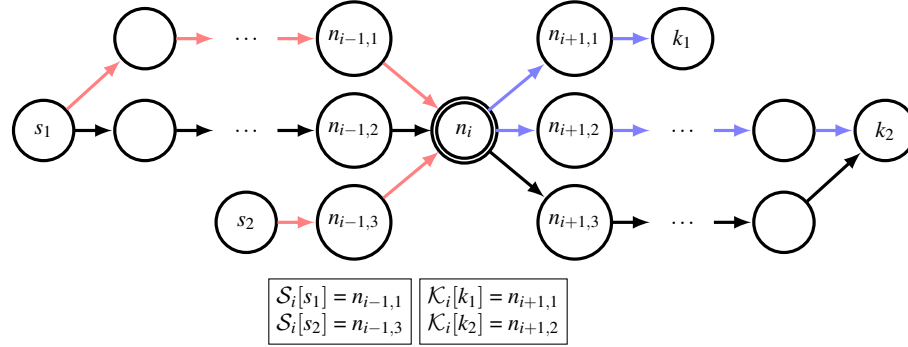 ⋯ n_{i−1,1} n_{i+1,1} k_1
s_1 ⋯ n_{i−1,2} n_i n_{i+1,2} ⋯ k_2
s_2 n_{i−1,3} n_{i+1,3} ⋯
𝒮_i[s_1] = n_{i−1,1}
𝒮_i[s_2] = n_{i−1,3}
𝒦_i[k_1] = n_{i+1,1}
𝒦_i[k_2] = n_{i+1,2}